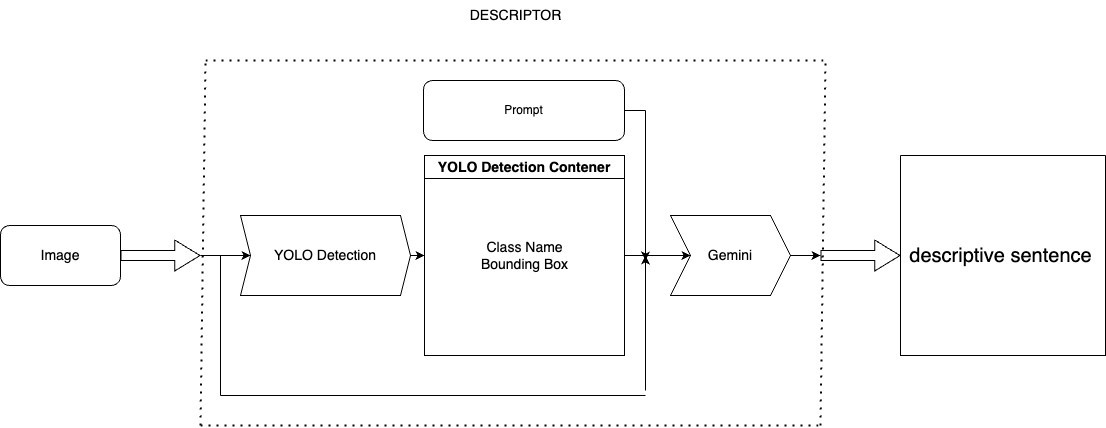 DESCRIPTOR
Prompt
YOLO Detection Contener
Image
YOLO Detection
Class Name
Bounding Box
Gemini
descriptive sentence